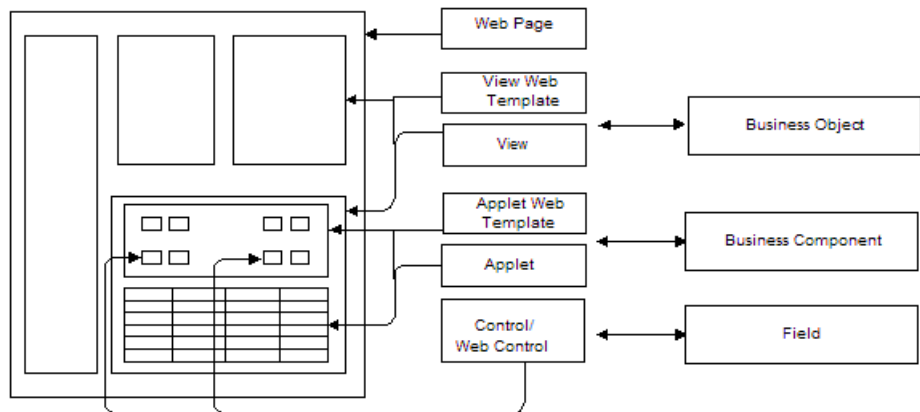 Web Page
View Web
Template
View
Business Object
Applet Web
Template
Applet
Business Component
Control/
Web Control
Field